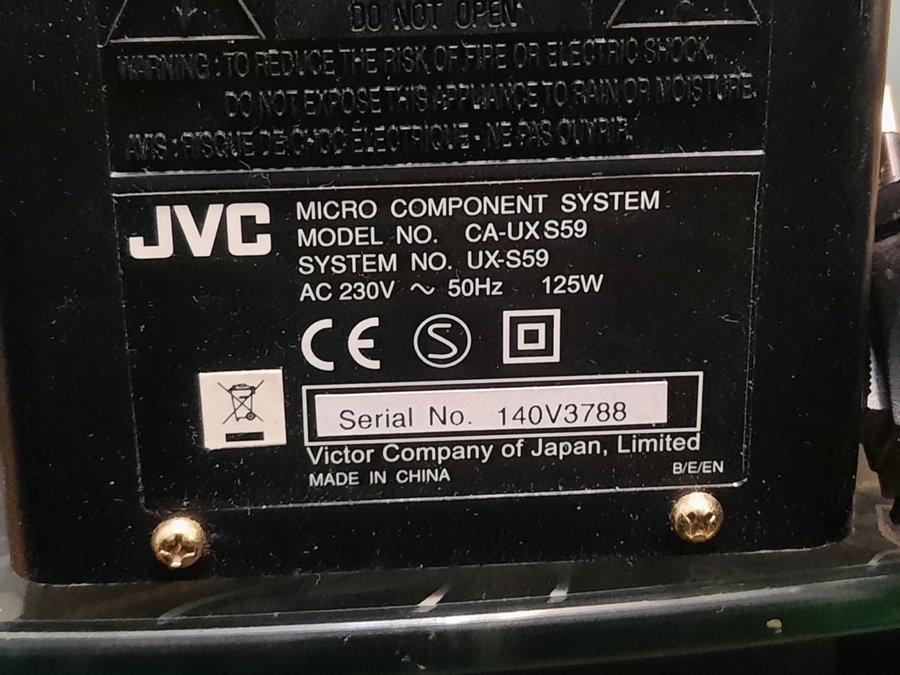 DO NOT OPEN
WARNING : TO REDUCE THE RISK OF FIRE OR ELECTRIC SHOCK,
DO NOT EXPOSE THIS APPLIANCE TO RAIN OR MOISTURE.
AVIS : RISQUE DE CHOC ÉLECTRIQUE - NE PAS OUVRIR.
JVC
MICRO COMPONENT SYSTEM
MODEL NO. CA-UXS59
SYSTEM NO. UX-S59
AC 230V ~ 50Hz 125W
CE S
Serial No. 140V3788
Victor Company of Japan, Limited
MADE IN CHINA
B/E/EN